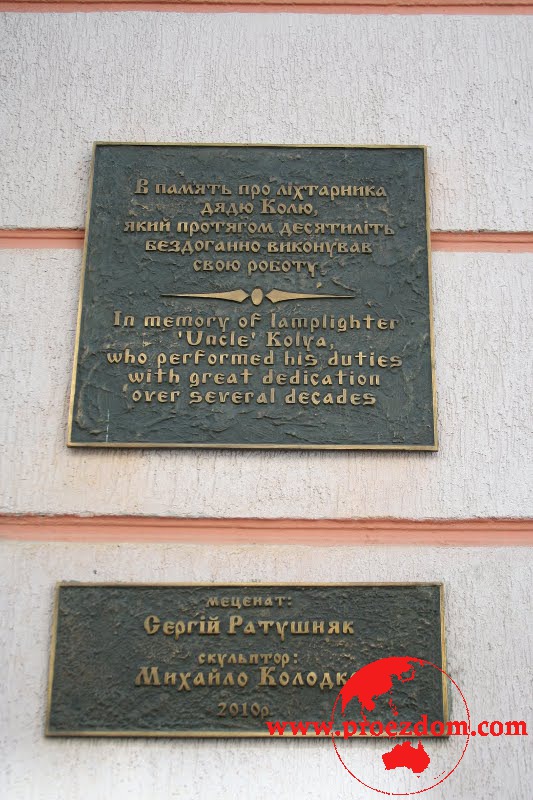 В память про ліхтарника
дядю Колю,
який протягом десятиліть
бездоганно виконував
свою роботу
In memory of lamplighter
'Uncle' Kolya,
who performed his duties
with great dedication
over several decades
меценат:
Сергій Ратушняк
скульптор:
Михайло
2010р
www.proezdom.com